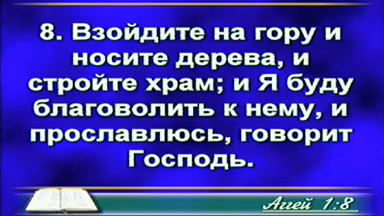 8. Взойдите на гору и
носите дерева, и
стройте храм; и Я буду
благоволить к нему, и
прославлюсь, говорит
Господь.
Аггей 1:8